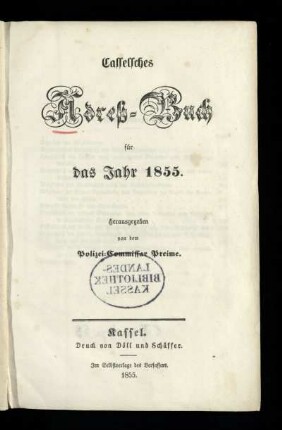 Casselsches
Adreß-Buch
für
das Jahr 1855.
Herausgegeben
von dem
Polizei-Commissar Preime.
LANDES-
BIBLIOTHEK
KASSEL
Kassel.
Druck von Döll und Schäffer.
Im Selbstverlage des Verfassers.
1855.